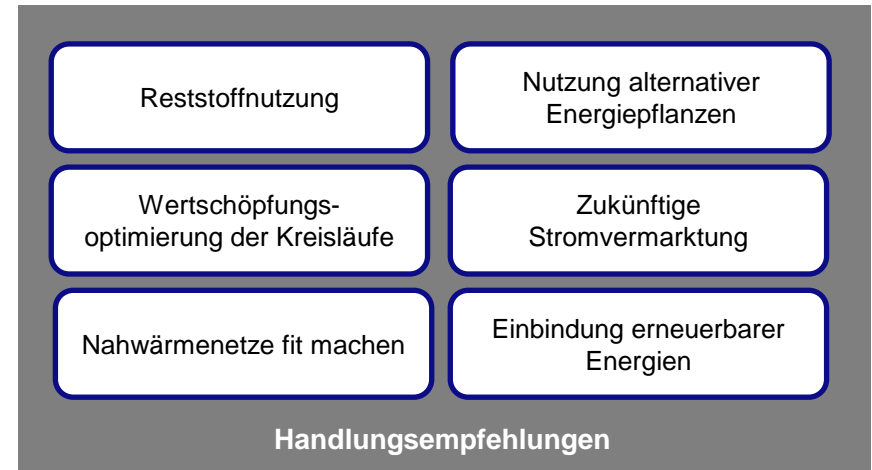 Reststoffnutzung
Nutzung alternativer
Energiepflanzen
Wertschöpfungs-
optimierung der Kreisläufe
Zukünftige
Stromvermarktung
Nahwärmenetze fit machen
Einbindung erneuerbarer
Energien
Handlungsempfehlungen